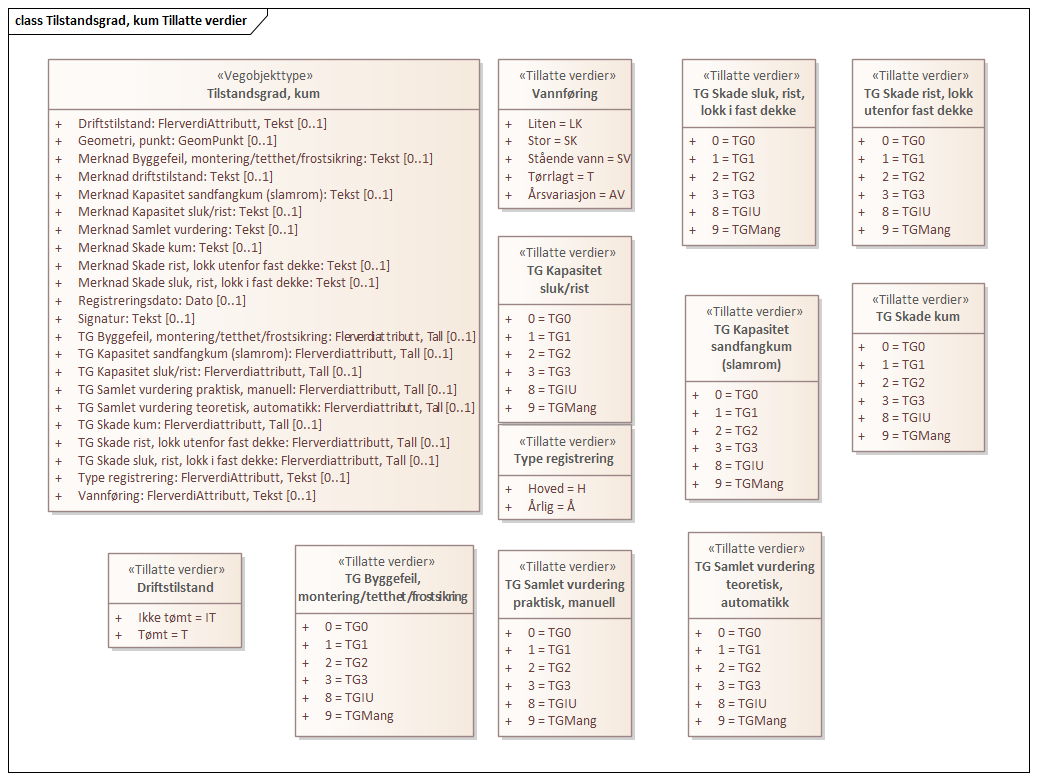 class Tilstandsgrad, kum Tillatte verdier
«Vegobjekttype»
Tilstandsgrad, kum
+ Driftstilstand: FlerverdiAttributt, Tekst [0..1]
+ Geometri, punkt: GeomPunkt [0..1]
+ Merknad Byggefeil, montering/tetthet/frostsikring: Tekst [0..1]
+ Merknad driftstilstand: Tekst [0..1]
+ Merknad Kapasitet sandfangkum (slamrom): Tekst [0..1]
+ Merknad Kapasitet sluk/rist: Tekst [0..1]
+ Merknad Samlet vurdering: Tekst [0..1]
+ Merknad Skade kum: Tekst [0..1]
+ Merknad Skade rist, lokk utenfor fast dekke: Tekst [0..1]
+ Merknad Skade sluk, rist, lokk i fast dekke: Tekst [0..1]
+ Registreringsdato: Dato [0..1]
+ Signatur: Tekst [0..1]
+ TG Byggefeil, montering/tetthet/frostsikring: Flerverdiattributt, Tall [0..1]
+ TG Kapasitet sandfangkum (slamrom): Flerverdiattributt, Tall [0..1]
+ TG Kapasitet sluk/rist: Flerverdiattributt, Tall [0..1]
+ TG Samlet vurdering praktisk, manuell: Flerverdiattributt, Tall [0..1]
+ TG Samlet vurdering teoretisk, automatikk: Flerverdiattributt, Tall [0..1]
+ TG Skade kum: Flerverdiattributt, Tall [0..1]
+ TG Skade rist, lokk utenfor fast dekke: Flerverdiattributt, Tall [0..1]
+ TG Skade sluk, rist, lokk i fast dekke: Flerverdiattributt, Tall [0..1]
+ Type registrering: FlerverdiAttributt, Tekst [0..1]
+ Vannføring: FlerverdiAttributt, Tekst [0..1]
«Tillatte verdier»
Vannføring
+ Liten = LK
+ Stor = SK
+ Stående vann = SV
+ Tørrlagt = T
+ Årsvariasjon = AV
«Tillatte verdier»
TG Skade sluk, rist,
lokk i fast dekke
+ 0 = TG0
+ 1 = TG1
+ 2 = TG2
+ 3 = TG3
+ 8 = TGIU
+ 9 = TGMang
«Tillatte verdier»
TG Skade rist, lokk
utenfor fast dekke
+ 0 = TG0
+ 1 = TG1
+ 2 = TG2
+ 3 = TG3
+ 8 = TGIU
+ 9 = TGMang
«Tillatte verdier»
TG Kapasitet
sluk/rist
+ 0 = TG0
+ 1 = TG1
+ 2 = TG2
+ 3 = TG3
+ 8 = TGIU
+ 9 = TGMang
«Tillatte verdier»
TG Kapasitet
sandfangkum
(slamrom)
+ 0 = TG0
+ 1 = TG1
+ 2 = TG2
+ 3 = TG3
+ 8 = TGIU
+ 9 = TGMang
«Tillatte verdier»
TG Skade kum
+ 0 = TG0
+ 1 = TG1
+ 2 = TG2
+ 3 = TG3
+ 8 = TGIU
+ 9 = TGMang
«Tillatte verdier»
Type registrering
+ Hoved = H
+ Årlig = Å
«Tillatte verdier»
Driftstilstand
+ Ikke tømt = IT
+ Tømt = T
«Tillatte verdier»
TG Byggefeil,
montering/tetthet/frostsikring
+ 0 = TG0
+ 1 = TG1
+ 2 = TG2
+ 3 = TG3
+ 8 = TGIU
+ 9 = TGMang
«Tillatte verdier»
TG Samlet vurdering
praktisk, manuell
+ 0 = TG0
+ 1 = TG1
+ 2 = TG2
+ 3 = TG3
+ 8 = TGIU
+ 9 = TGMang
«Tillatte verdier»
TG Samlet vurdering
teoretisk,
automatikk
+ 0 = TG0
+ 1 = TG1
+ 2 = TG2
+ 3 = TG3
+ 8 = TGIU
+ 9 = TGMang